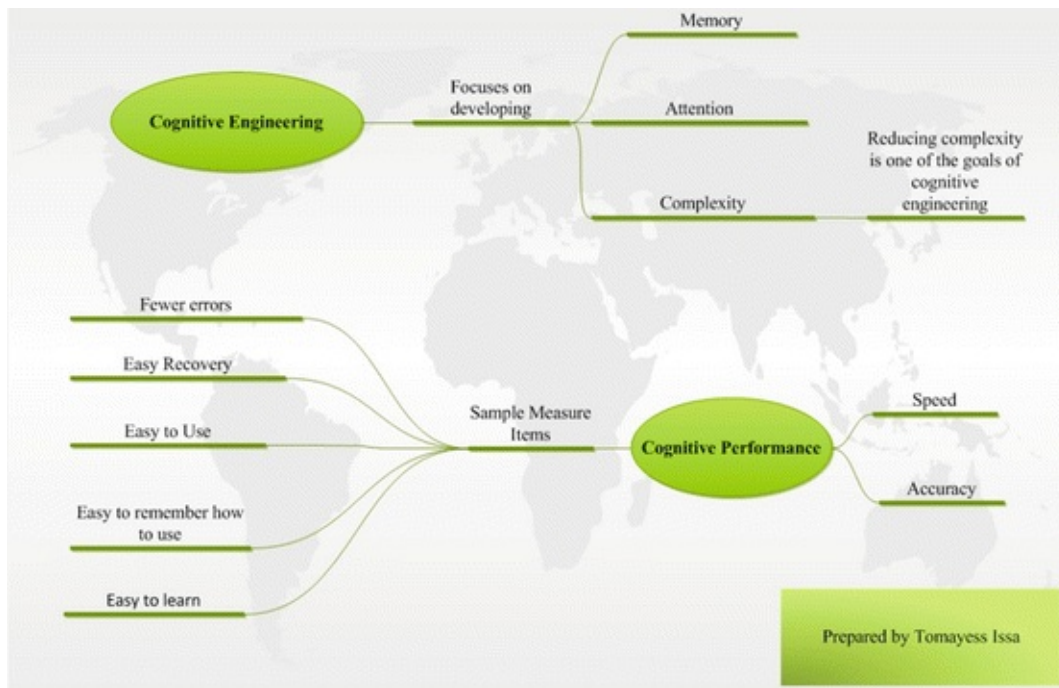 Memory
Cognitive Engineering
Focuses on
developing
Attention
Reducing complexity
is one of the goals of
cognitive
engineering
Complexity
Fewer errors
Easy Recovery
Easy to Use
Easy to remember how
to use
Easy to learn
Sample Measure
Items
Cognitive Performance
Speed
Accuracy
Prepared by Tomayess Issa